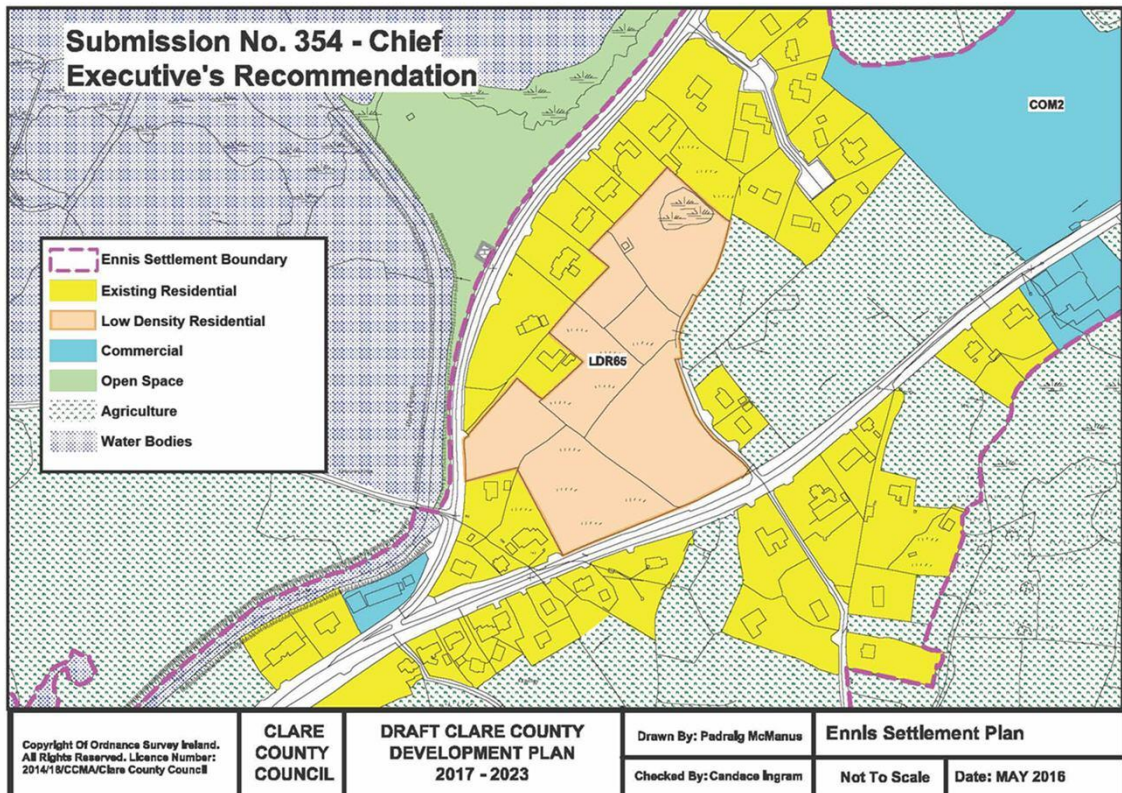 Submission No. 354 - Chief
Executive's Recommendation
COM2
Ennis Settlement Boundary
Existing Residential
Low Density Residential
Commercial
Open Space
Agriculture
Water Bodies
LDR65
Copyright Of Ordnance Survey Ireland.
All Rights Reserved. Licence Number:
2014/18/CCMA/Clare County Council
CLARE
COUNTY
COUNCIL
DRAFT CLARE COUNTY
DEVELOPMENT PLAN
2017 - 2023
Drawn By: Padraig McManus
Checked By: Candace Ingram
Ennis Settlement Plan
Not To Scale
Date: MAY 2016